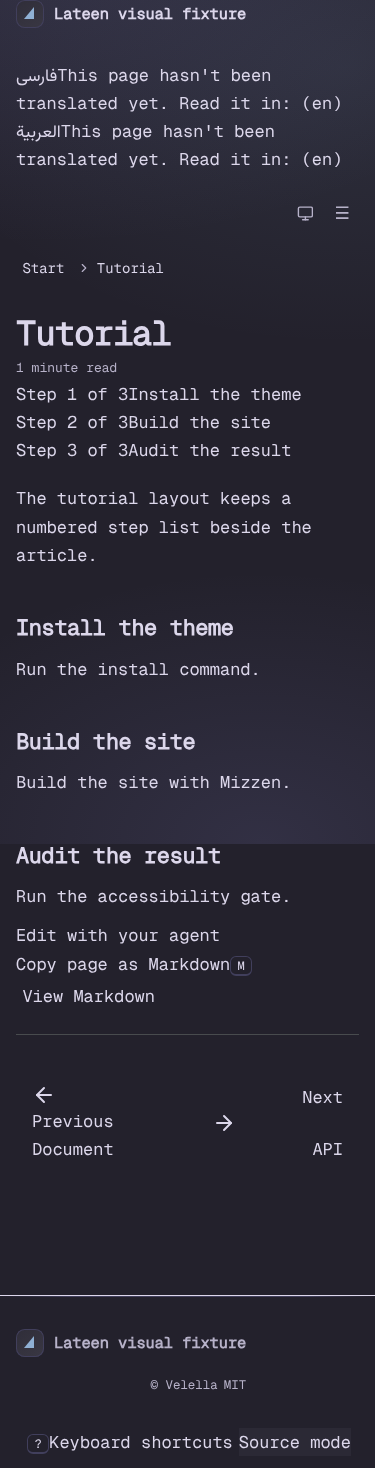 Lateen visual fixture
فارسیThis page hasn't been
translated yet. Read it in: (en)
العربيةThis page hasn't been
translated yet. Read it in: (en)
Start > Tutorial
Tutorial
1 minute read
Step 1 of 3Install the theme
Step 2 of 3Build the site
Step 3 of 3Audit the result
The tutorial layout keeps a
numbered step list beside the
article.
Install the theme
Run the install command.
Build the site
Build the site with Mizzen.
Audit the result
Run the accessibility gate.
Edit with your agent
Copy page as Markdown M
View Markdown
←
Previous
Document
→
Next
API
Lateen visual fixture
© Velella MIT
? Keyboard shortcuts Source mode